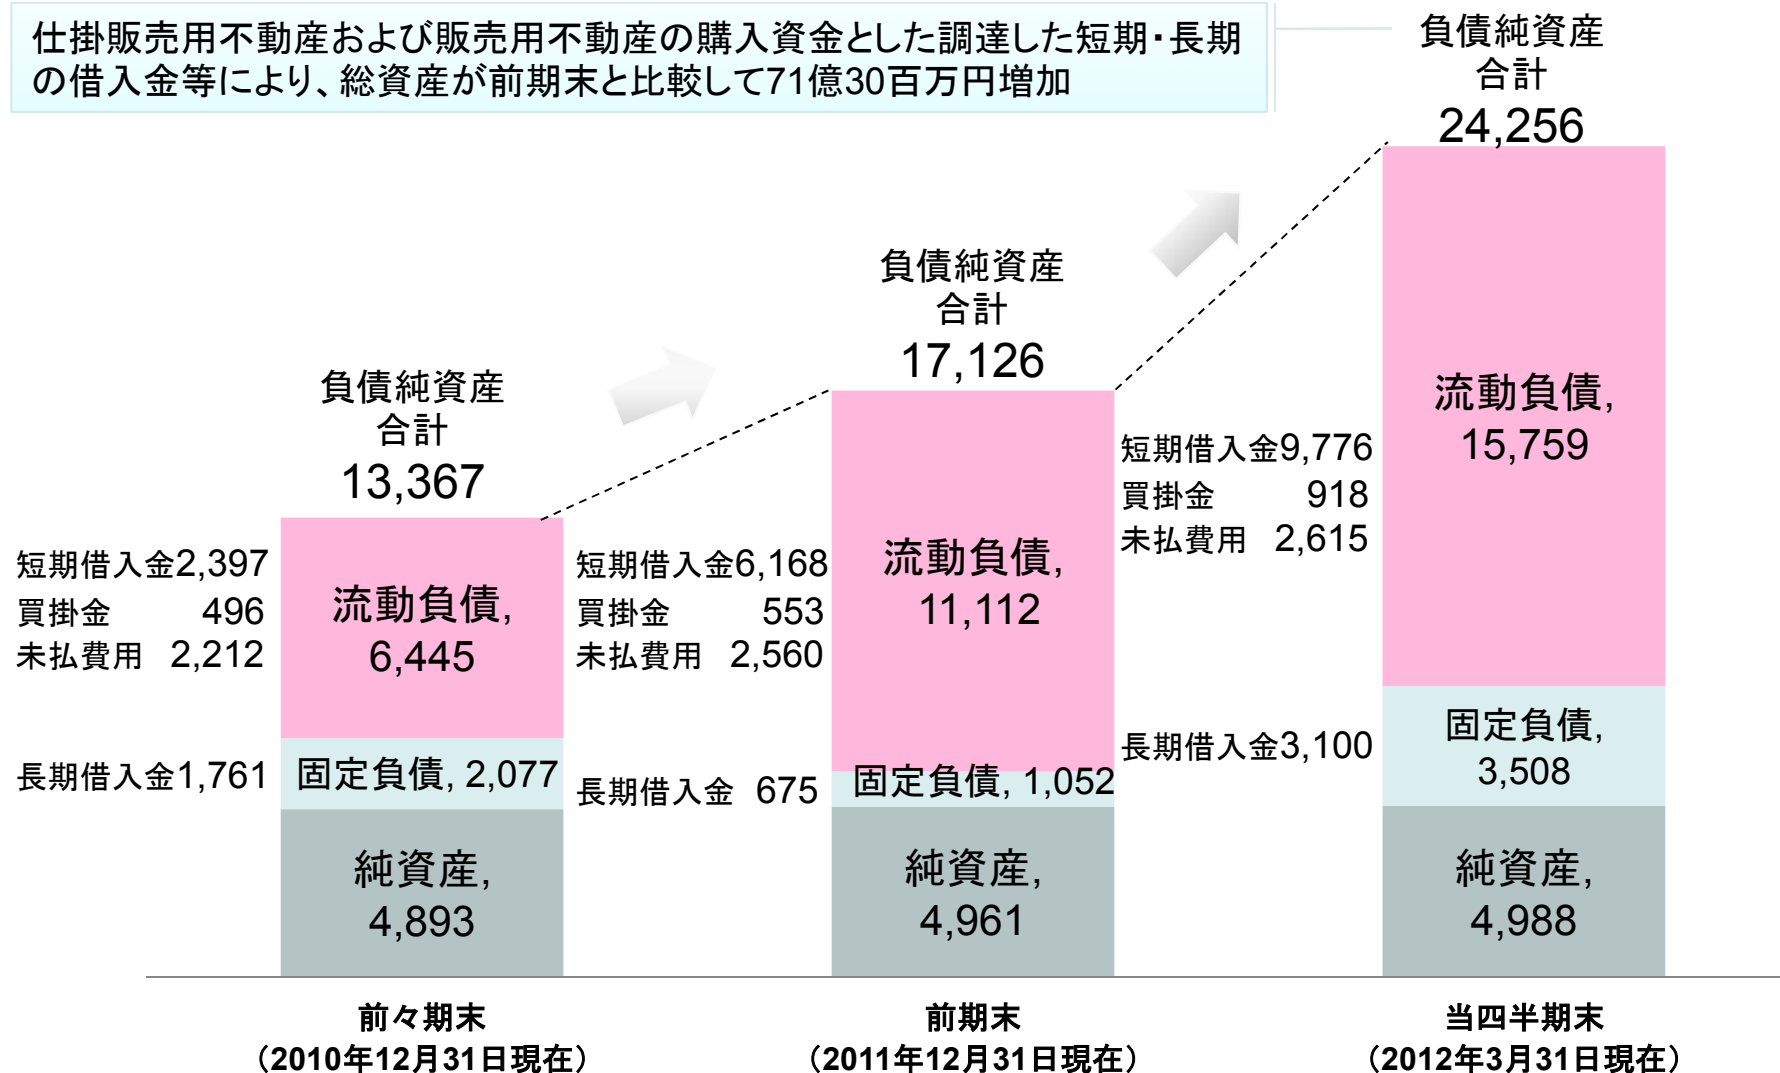 仕掛販売用不動産および販売用不動産の購入資金とした調達した短期・長期
の借入金等により、総資産が前期末と比較して71億30百万円増加
負債純資産
合計
13,367
短期借入金2,397
買掛金 496
未払費用 2,212
流動負債,
6,445
長期借入金1,761
固定負債, 2,077
純資産,
4,893
前々期末
（2010年12月31日現在）
負債純資産
合計
17,126
短期借入金6,168
買掛金 553
未払費用 2,560
流動負債,
11,112
長期借入金 675
固定負債, 1,052
純資産,
4,961
前期末
（2011年12月31日現在）
負債純資産
合計
24,256
短期借入金9,776
買掛金 918
未払費用 2,615
流動負債,
15,759
長期借入金3,100
固定負債,
3,508
純資産,
4,988
当四半期末
（2012年3月31日現在）